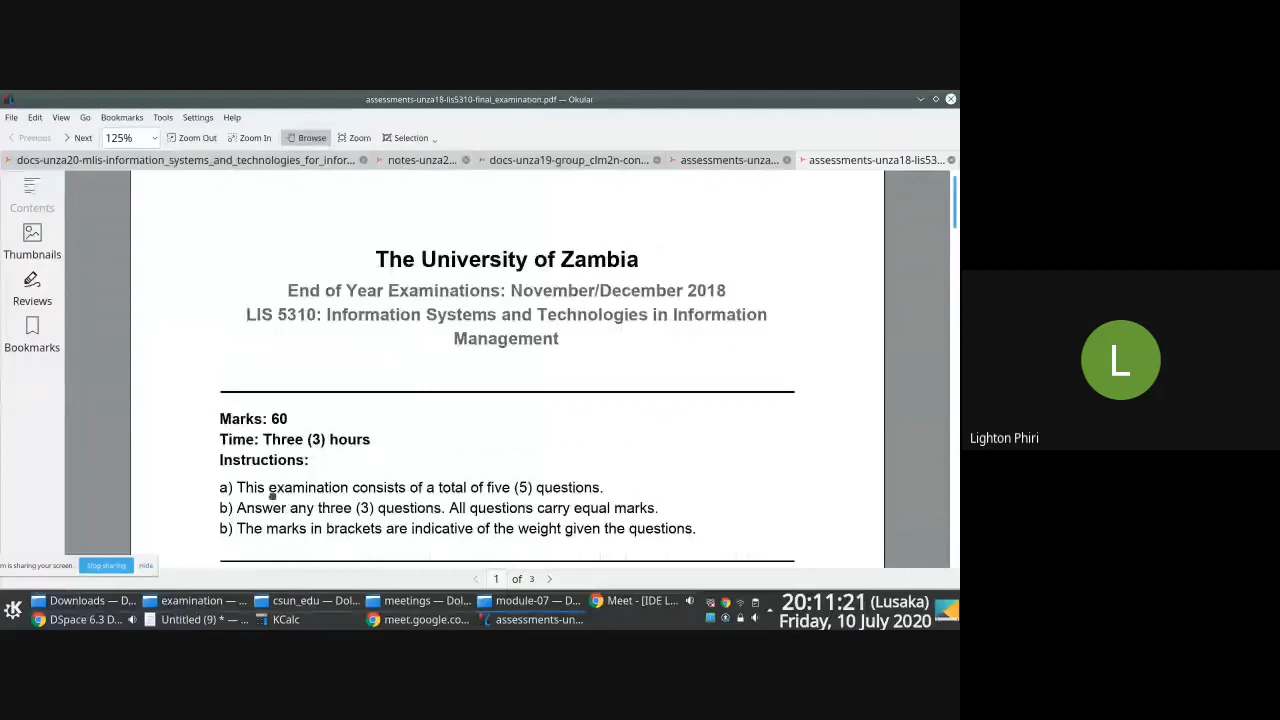 assessments-unza18-lis5310-final_examination.pdf — Okular
File Edit View Go Bookmarks Tools Settings Help
Previous Next 125% Zoom Out Zoom In Browse Zoom Selection
docs-unza20-mlis-information_systems_and_technologies_for_infor... notes-unza2... docs-unza19-group_clm2n-con... assessments-unza... assessments-unza18-lis53...
Contents
Thumbnails
Reviews
Bookmarks
The University of Zambia
End of Year Examinations: November/December 2018
LIS 5310: Information Systems and Technologies in Information
Management
Marks: 60
Time: Three (3) hours
Instructions:
a) This examination consists of a total of five (5) questions.
b) Answer any three (3) questions. All questions carry equal marks.
b) The marks in brackets are indicative of the weight given the questions.
m is sharing your screen. Stop sharing Hide
1 of 3
Downloads — D... examination — ... csun_edu — Dol... meetings — Dol... module-07 — D... Meet - [IDE L...
DSpace 6.3 D... Untitled (9) * — ... KCalc meet.google.co... assessments-un...
20:11:21 (Lusaka)
Friday, 10 July 2020
L
Lighton Phiri